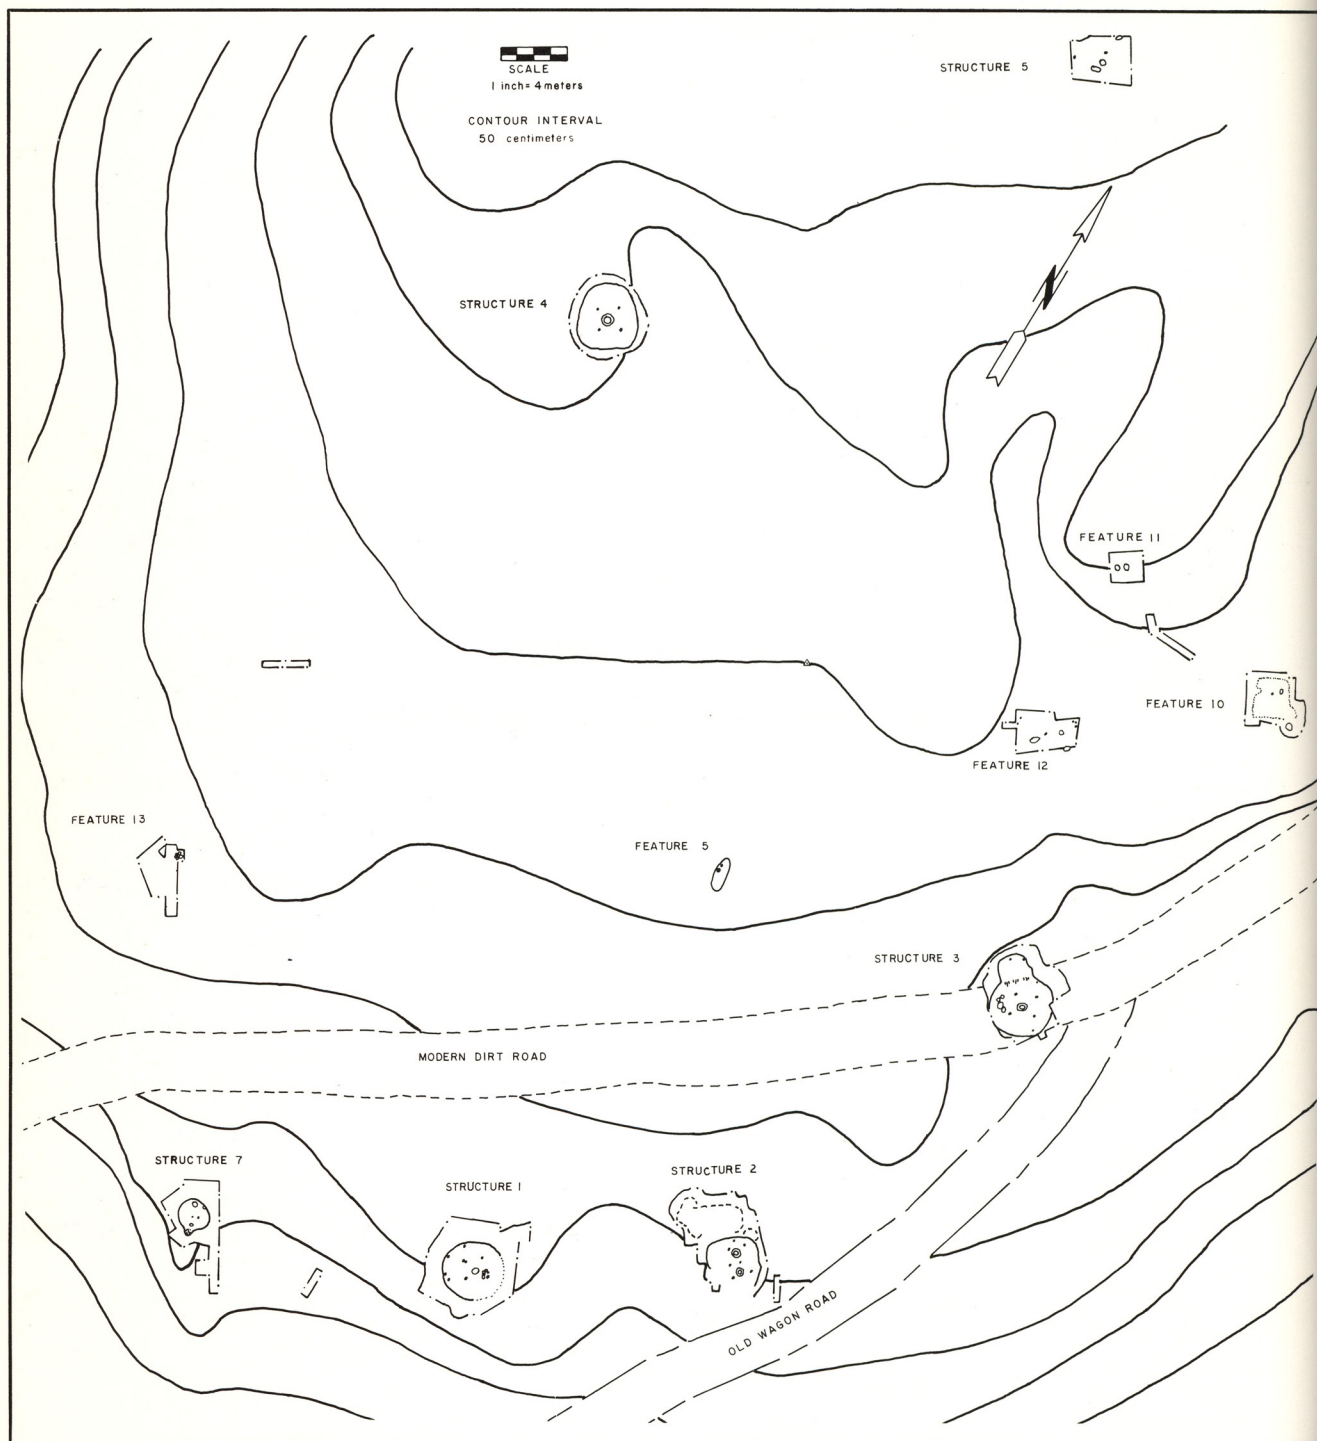 SCALE
1 inch= 4 meters
CONTOUR INTERVAL
50 centimeters
STRUCTURE 5
STRUCTURE 4
FEATURE 11
FEATURE 10
FEATURE 12
FEATURE 13
FEATURE 5
STRUCTURE 3
MODERN DIRT ROAD
STRUCTURE 7
STRUCTURE 1
STRUCTURE 2
OLD WAGON ROAD